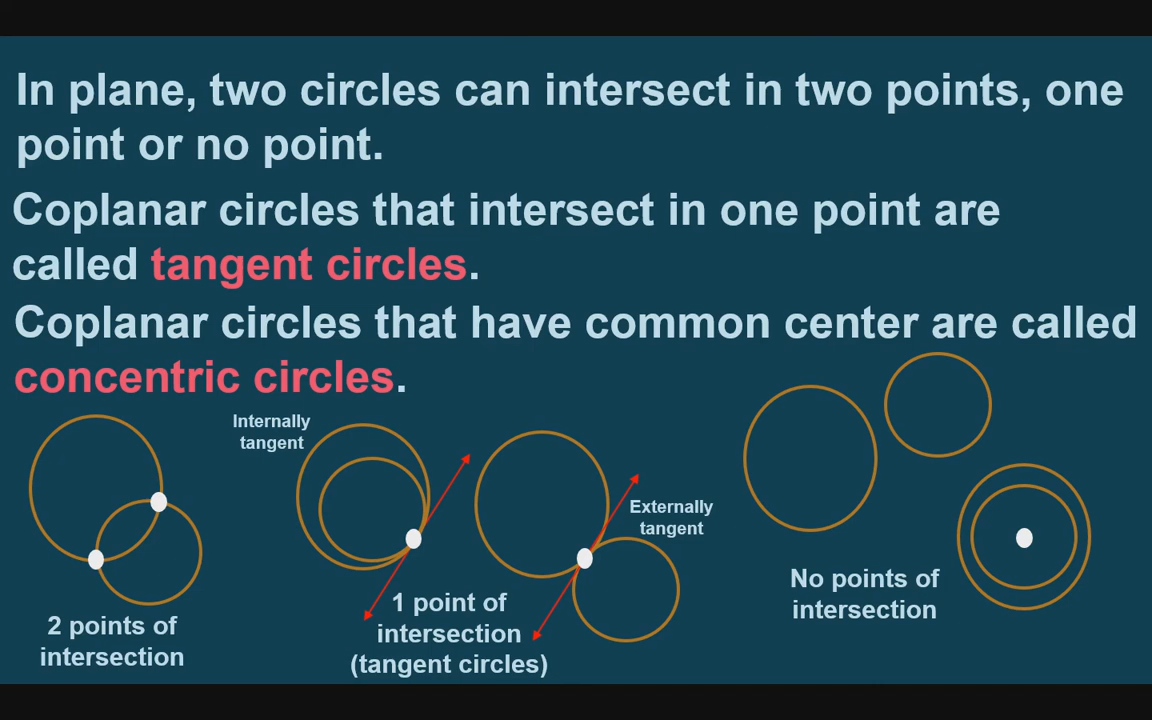 In plane, two circles can intersect in two points, one
point or no point.
Coplanar circles that intersect in one point are
called tangent circles.
Coplanar circles that have common center are called
concentric circles.
Internally
tangent
Externally
tangent
2 points of
intersection
1 point of
intersection
(tangent circles)
No points of
intersection